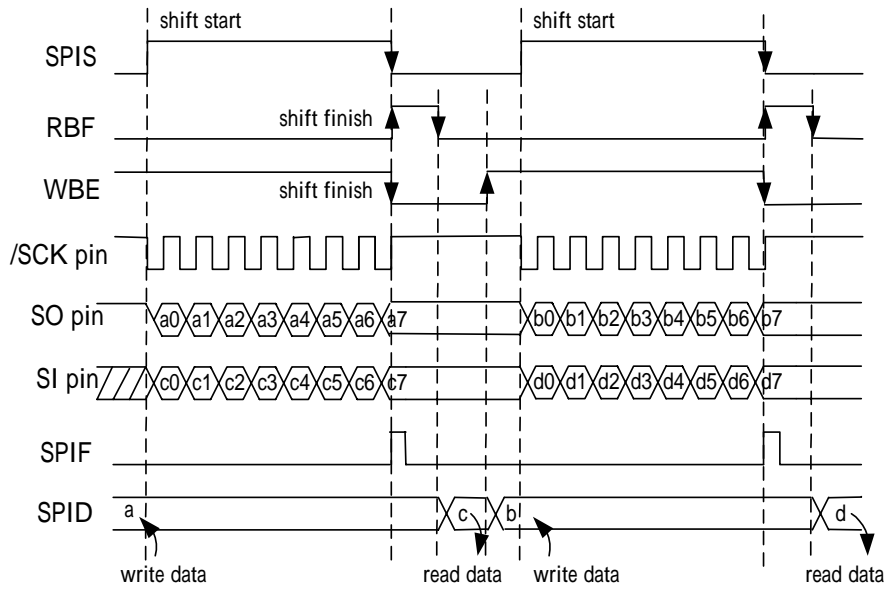 shift start shift start
SPIS
RBF shift finish
WBE shift finish
/SCK pin
SO pin a0 a1 a2 a3 a4 a5 a6 a7 b0 b1 b2 b3 b4 b5 b6 b7
SI pin c0 c1 c2 c3 c4 c5 c6 c7 d0 d1 d2 d3 d4 d5 d6 d7
SPIF
SPID a c b d
write data read data write data read data